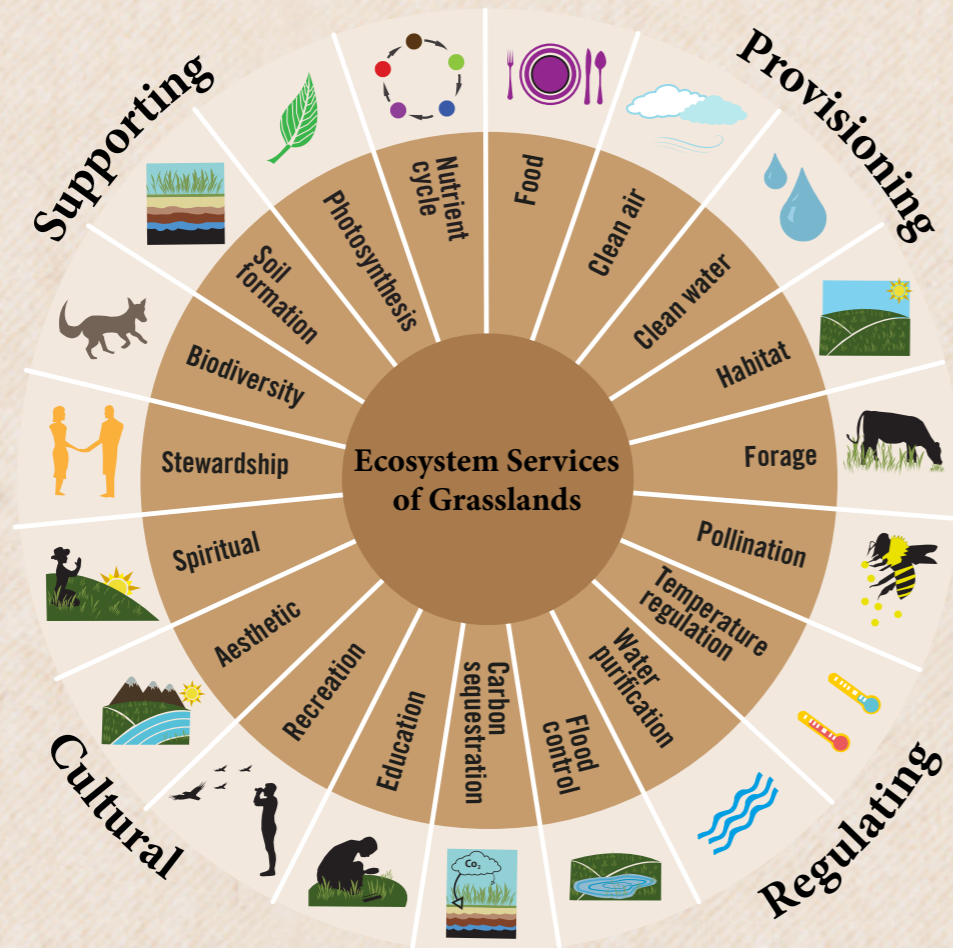 Ecosystem Services
of Grasslands
Provisioning
Food
Clean air
Clean water
Habitat
Forage
Regulating
Pollination
Temperature
regulation
Water
purification
Flood
control
Carbon
sequestration
Co₂
Cultural
Education
Recreation
Aesthetic
Spiritual
Stewardship
Supporting
Biodiversity
Soil
formation
Photosynthesis
Nutrient
cycle